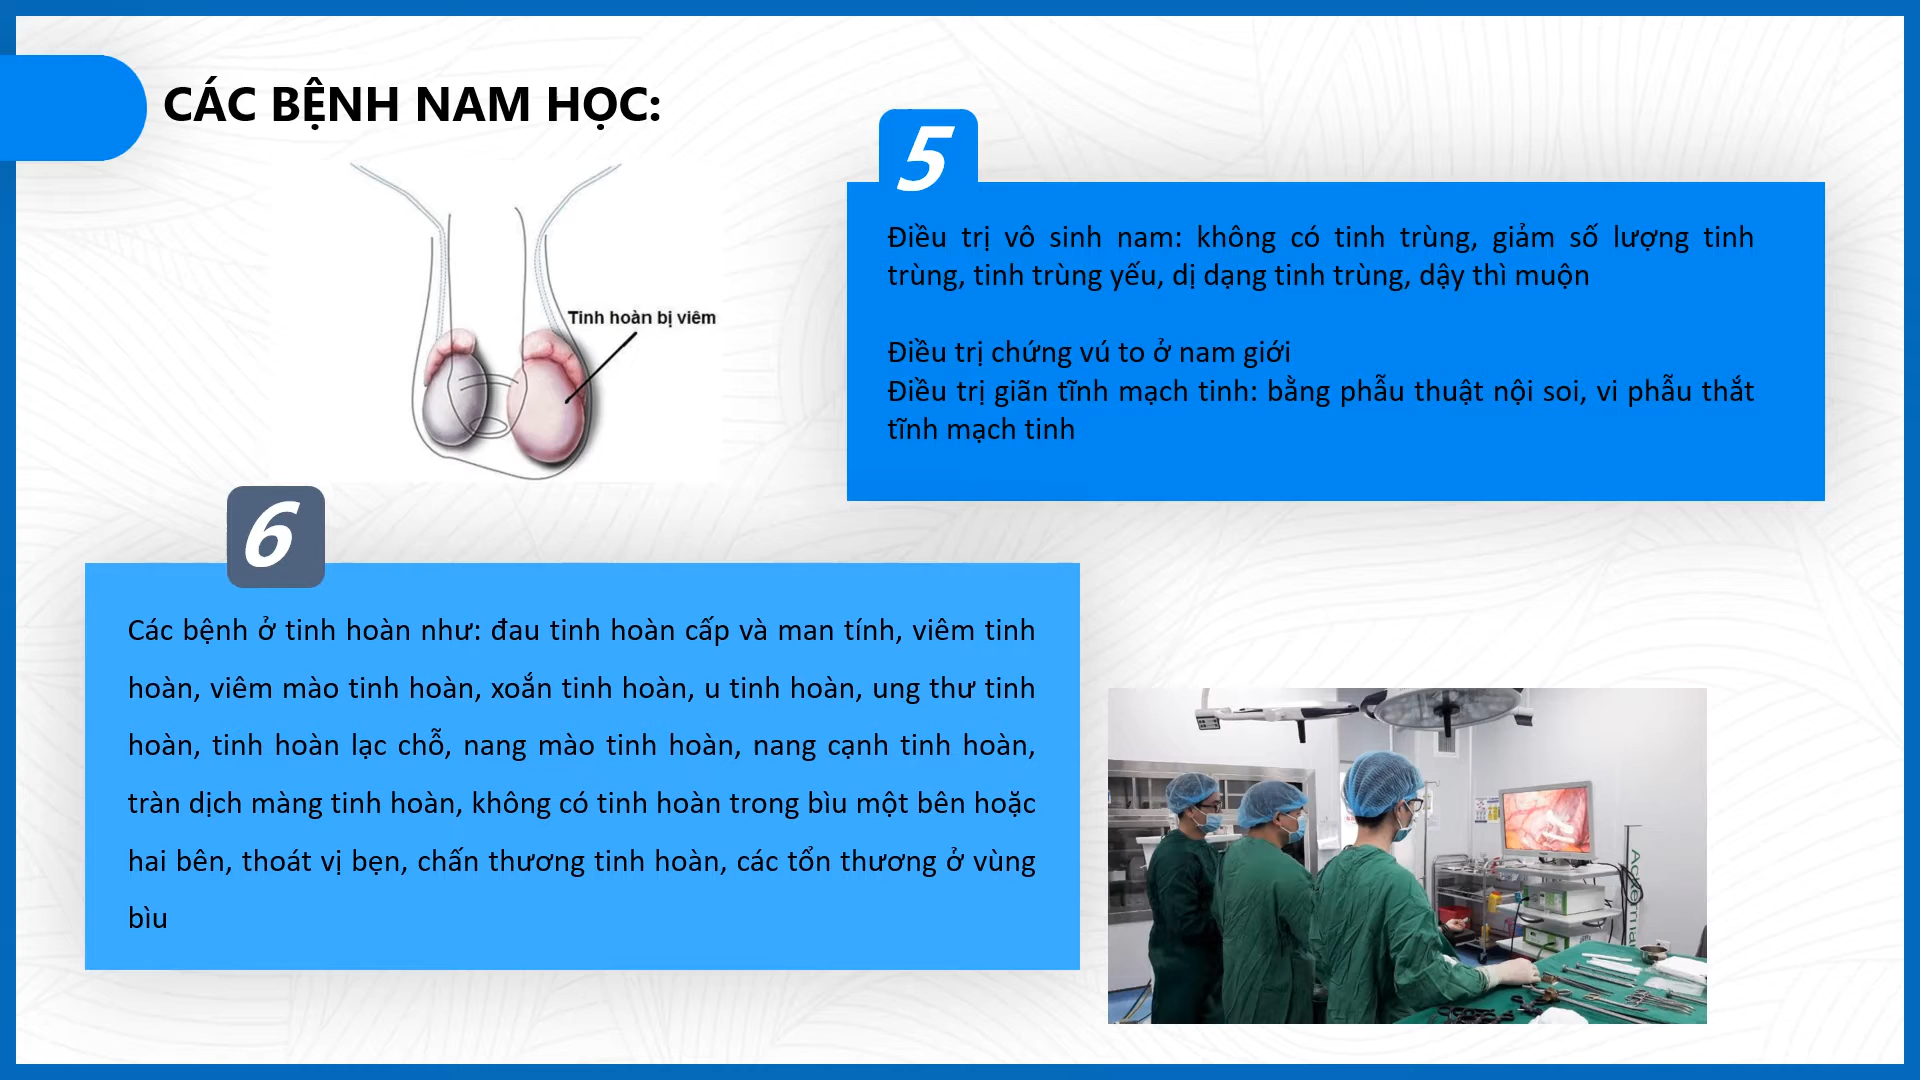 CÁC BỆNH NAM HỌC:
Tinh hoàn bị viêm
5
Điều trị vô sinh nam: không có tinh trùng, giảm số lượng tinh
trùng, tinh trùng yếu, dị dạng tinh trùng, dậy thì muộn
Điều trị chứng vú to ở nam giới
Điều trị giãn tĩnh mạch tinh: bằng phẫu thuật nội soi, vi phẫu thắt
tĩnh mạch tinh
6
Các bệnh ở tinh hoàn như: đau tinh hoàn cấp và man tính, viêm tinh
hoàn, viêm mào tinh hoàn, xoắn tinh hoàn, u tinh hoàn, ung thư tinh
hoàn, tinh hoàn lạc chỗ, nang mào tinh hoàn, nang cạnh tinh hoàn,
tràn dịch màng tinh hoàn, không có tinh hoàn trong bìu một bên hoặc
hai bên, thoát vị bẹn, chấn thương tinh hoàn, các tổn thương ở vùng
bìu